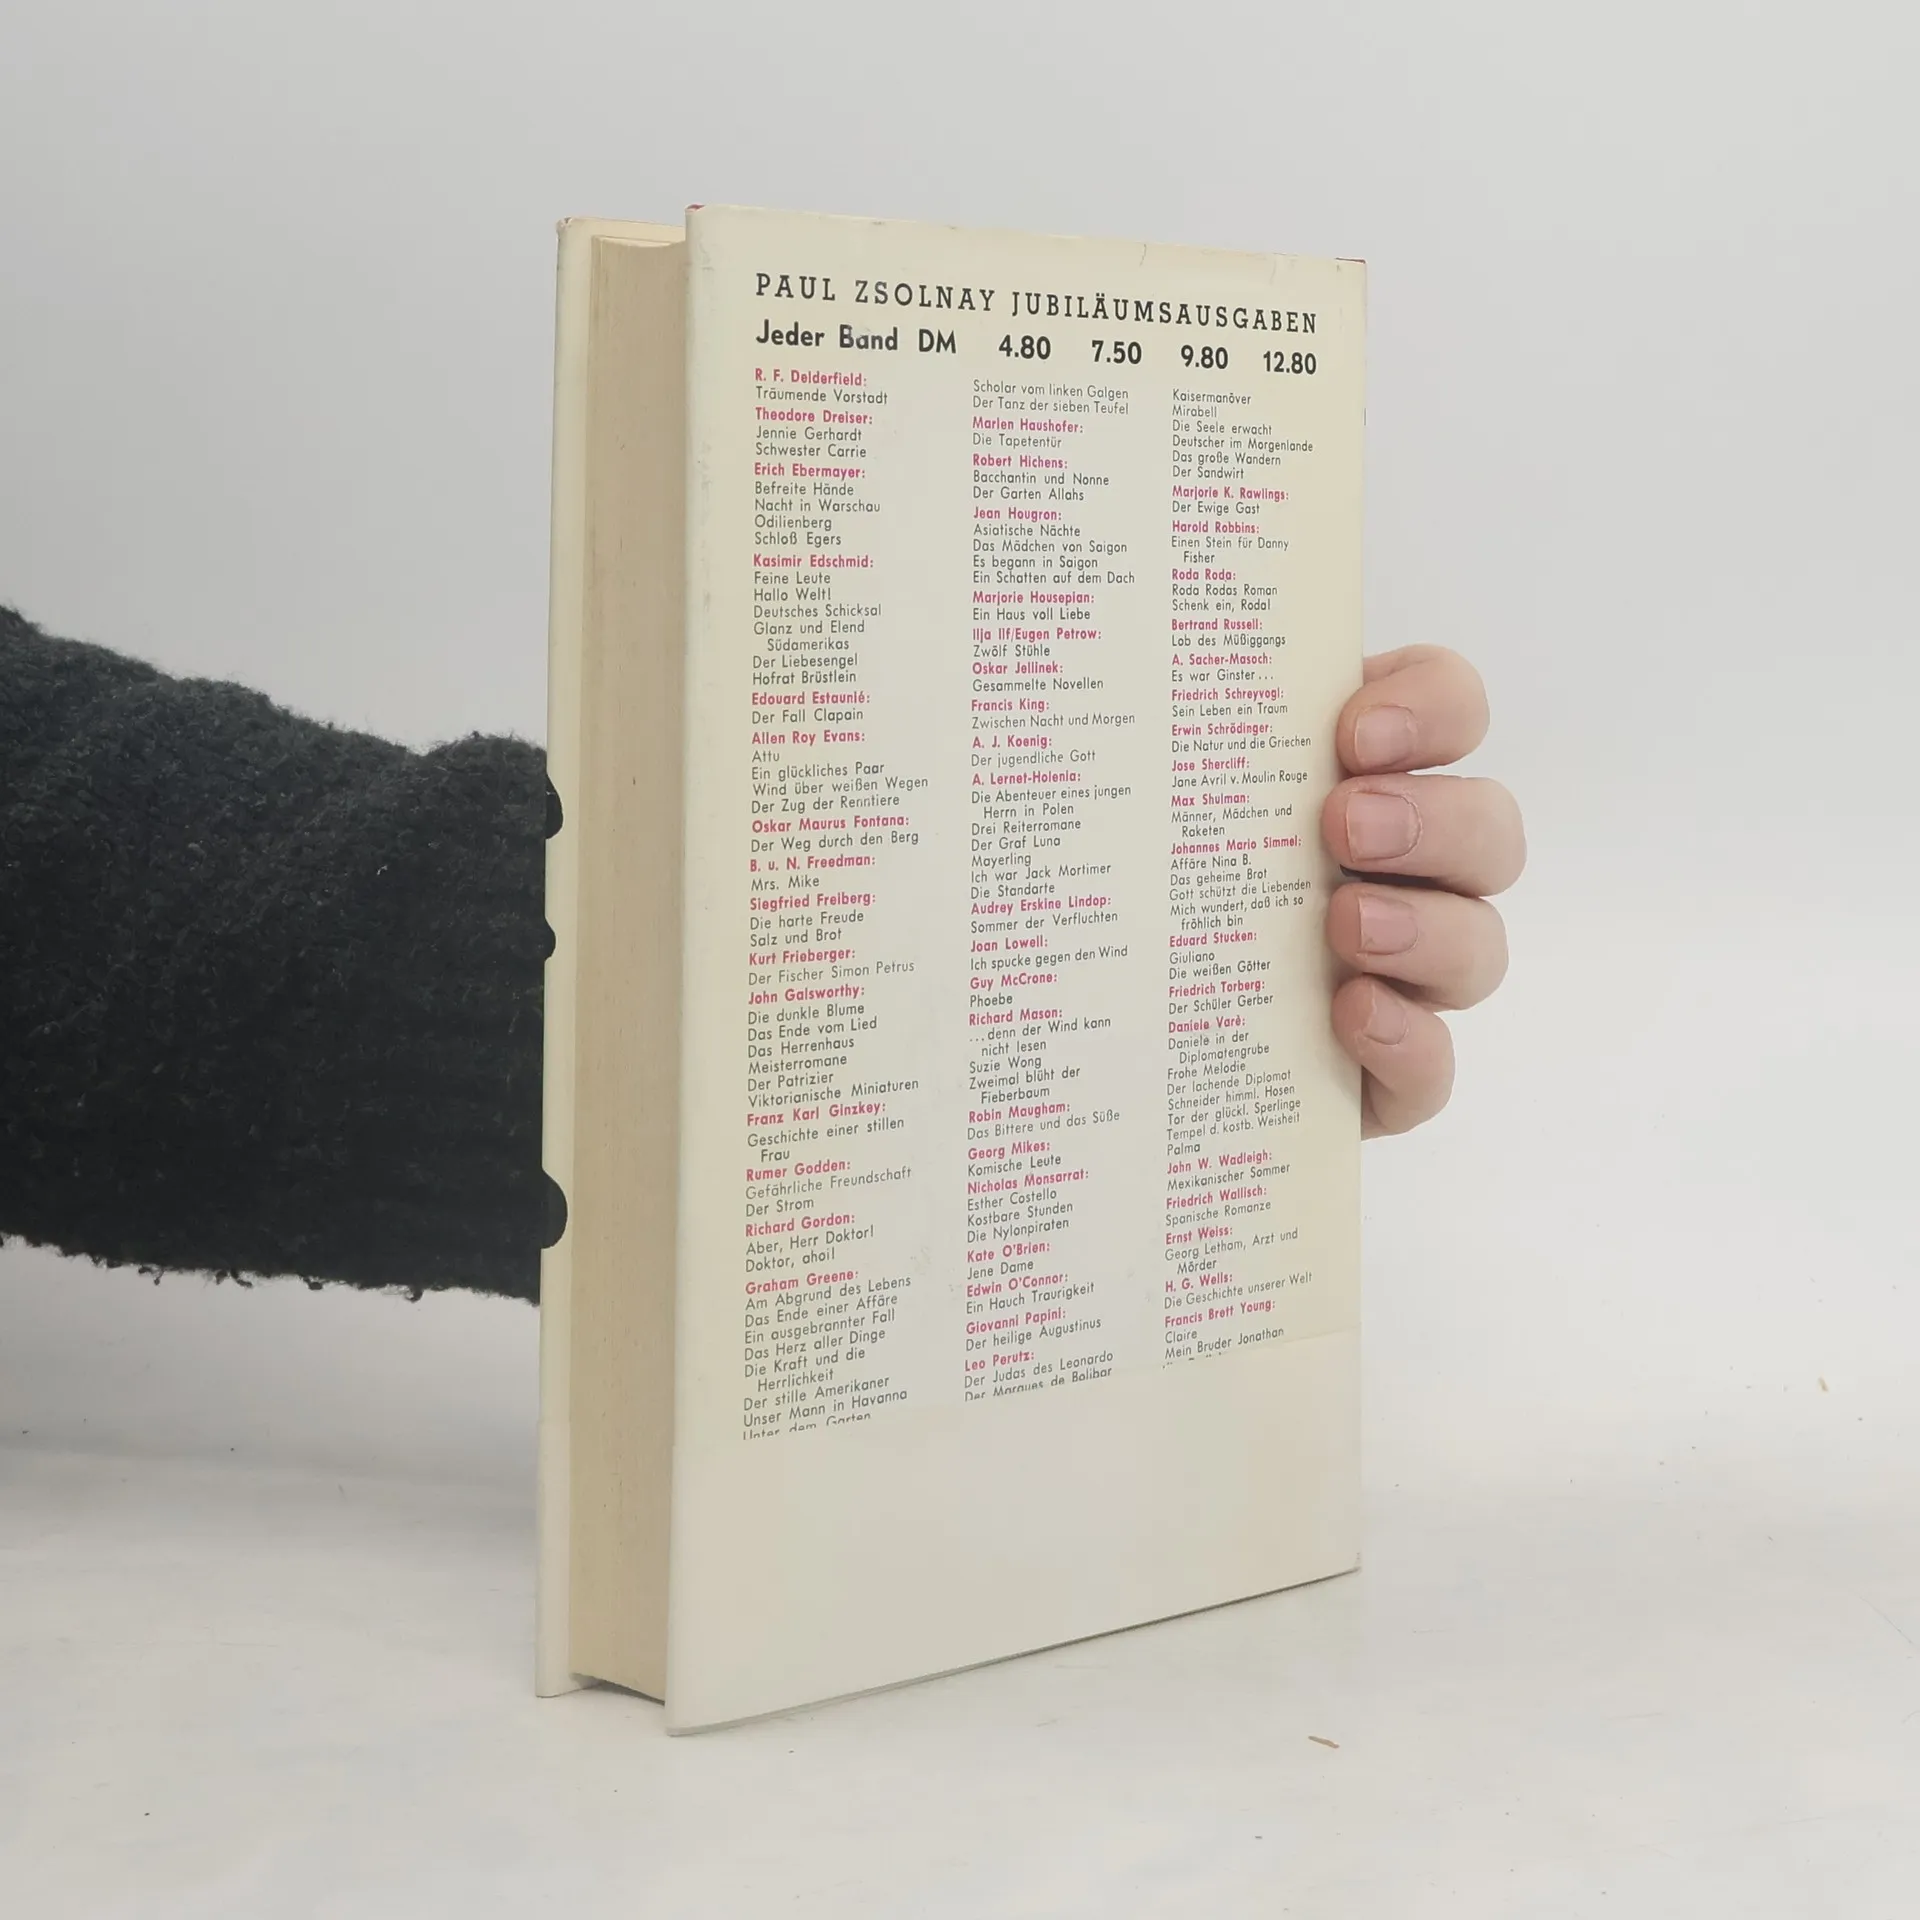 PAUL ZSOLNAY JUBILÄUMSAUSGABEN
Jeder Band DM 4.80 7.50 9.80 12.80
R. F. Delderfield:
Träumende Vorstadt
Theodore Dreiser:
Jennie Gerhardt
Schwester Carrie
Erich Ebermayer:
Befreite Hände
Nacht in Warschau
Odilienberg
Schloß Egers
Kasimir Edschmid:
Feine Leute
Hallo Welt!
Deutsches Schicksal
Glanz und Elend
Südamerikas
Der Liebesengel
Hofrat Brüstlein
Edouard Estaunié:
Der Fall Clapain
Allen Roy Evans:
Attu
Ein glückliches Paar
Wind über weißen Wegen
Der Zug der Renntiere
Oskar Maurus Fontana:
Der Weg durch den Berg
B. u. N. Freedman:
Mrs. Mike
Siegfried Freiberg:
Die harte Freude
Salz und Brot
Kurt Frieberger:
Der Fischer Simon Petrus
John Galsworthy:
Die dunkle Blume
Das Ende vom Lied
Das Herrenhaus
Meisterromane
Der Patrizier
Viktorianische Miniaturen
Franz Karl Ginzkey:
Geschichte einer stillen
Frau
Rumer Godden:
Gefährliche Freundschaft
Der Strom
Richard Gordon:
Aber, Herr Doktor!
Doktor, ahoi!
Graham Greene:
Am Abgrund des Lebens
Das Ende einer Affäre
Ein ausgebrannter Fall
Das Herz aller Dinge
Die Kraft und die
Herrlichkeit
Der stille Amerikaner
Unser Mann in Havanna
Unter dem Garten
Scholar vom linken Galgen
Der Tanz der sieben Teufel
Marlen Haushofer:
Die Tapetentür
Robert Hichens:
Bacchantin und Nonne
Der Garten Allahs
Jean Hougron:
Asiatische Nächte
Das Mädchen von Saigon
Es begann in Saigon
Ein Schatten auf dem Dach
Marjorie Housepian:
Ein Haus voll Liebe
Ilja Ilf/Eugen Petrow:
Zwölf Stühle
Oskar Jellinek:
Gesammelte Novellen
Francis King:
Zwischen Nacht und Morgen
A. J. Koenig:
Der jugendliche Gott
A. Lernet-Holenia:
Die Abenteuer eines jungen
Herrn in Polen
Drei Reiterromane
Der Graf Luna
Mayerling
Ich war Jack Mortimer
Die Standarte
Audrey Erskine Lindop:
Sommer der Verfluchten
Joan Lowell:
Ich spucke gegen den Wind
Guy McCrone:
Phoebe
Richard Mason:
...denn der Wind kann
nicht lesen
Suzie Wong
Zweimal blüht der
Fieberbaum
Robin Maugham:
Das Bittere und das Süße
Georg Mikes:
Komische Leute
Nicholas Monsarrat:
Esther Costello
Kostbare Stunden
Die Nylonpiraten
Kate O'Brien:
Jene Dame
Edwin O'Connor:
Ein Hauch Traurigkeit
Giovanni Papini:
Der heilige Augustinus
Leo Perutz:
Der Judas des Leonardo
Der Marques de Bolibar
Kaisermanöver
Mirabell
Die Seele erwacht
Deutscher im Morgenlande
Das große Wandern
Der Sandwirt
Marjorie K. Rawlings:
Der Ewige Gast
Harold Robbins:
Einen Stein für Danny
Fisher
Roda Roda:
Roda Rodas Roman
Schenk ein, Roda!
Bertrand Russell:
Lob des Müßiggangs
A. Sacher-Masoch:
Es war Ginster...
Friedrich Schreyvogl:
Sein Leben ein Traum
Erwin Schrödinger:
Die Natur und die Griechen
Jose Shercliff:
Jane Avril v. Moulin Rouge
Max Shulman:
Männer, Mädchen und
Raketen
Johannes Mario Simmel:
Affäre Nina B.
Das geheime Brot
Gott schützt die Liebenden
Mich wundert, daß ich so
fröhlich bin
Eduard Stucken:
Giuliano
Die weißen Götter
Friedrich Torberg:
Der Schüler Gerber
Daniele Varè:
Daniele in der
Diplomatengrube
Frohe Melodie
Der lachende Diplomat
Schneider himml. Hosen
Tor der glückl. Sperlinge
Tempel d. kostb. Weisheit
Palma
John W. Wadleigh:
Mexikanischer Sommer
Friedrich Wallisch:
Spanische Romanze
Ernst Weiss:
Georg Letham, Arzt und
Mörder
H. G. Wells:
Die Geschichte unserer Welt
Francis Brett Young:
Claire
Mein Bruder Jonathan